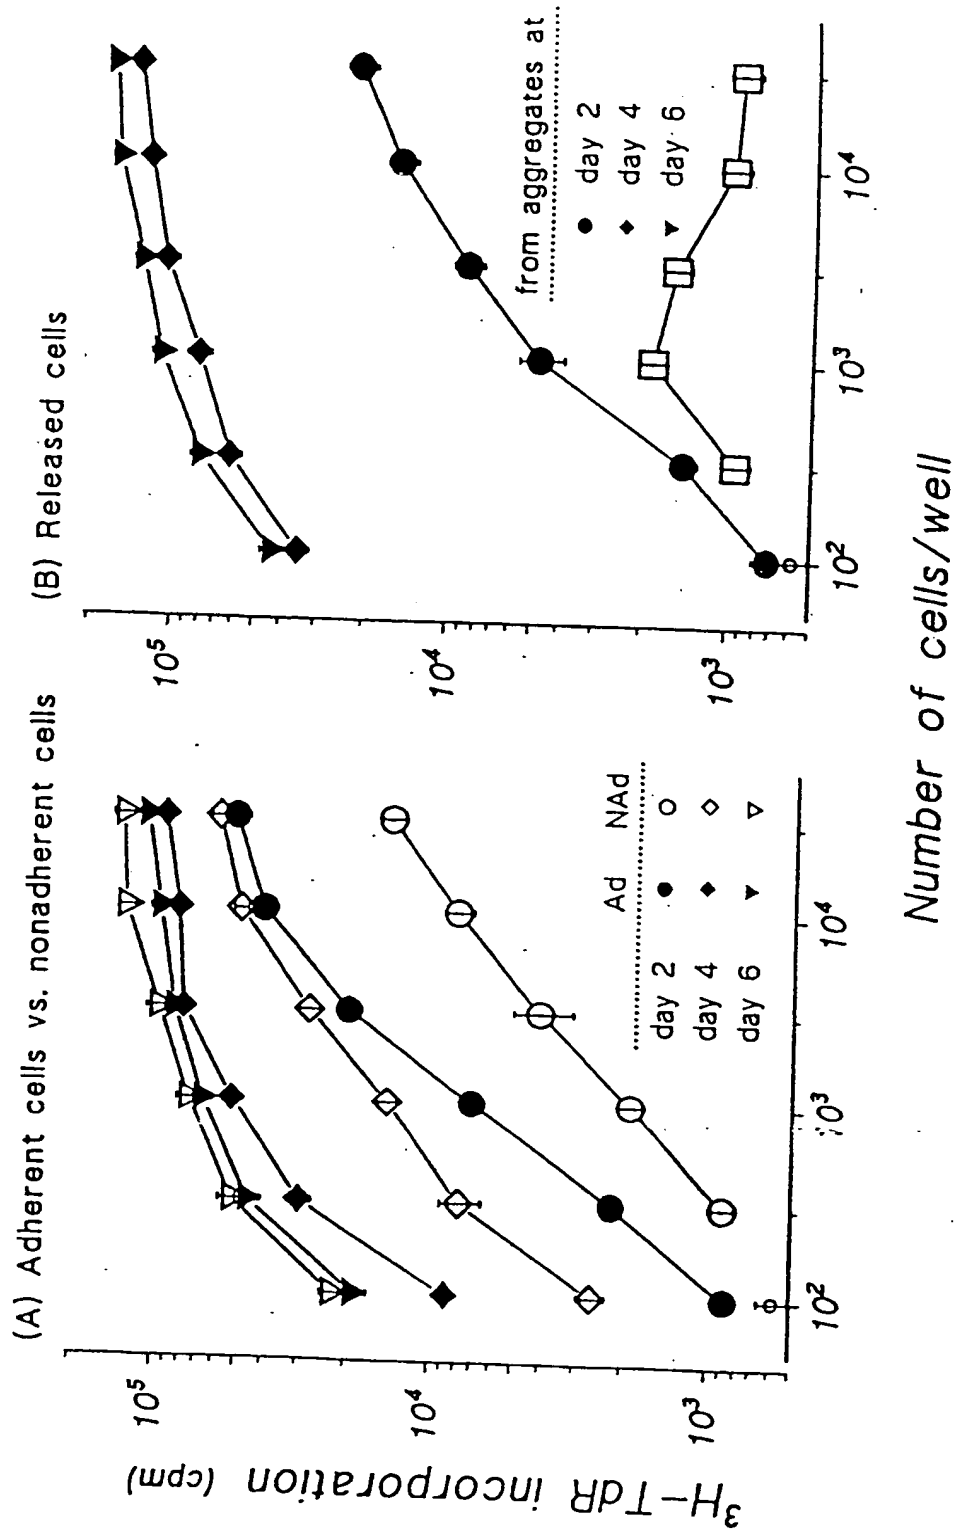 (A) Adherent cells vs. nonadherent cells
10⁵
10⁴
10³
Ad NAd
day 2
day 4
day 6
10²
10³
10⁴
³H-TdR incorporation (cpm)
(B) Released cells
10⁵
10⁴
10³
from aggregates at
day 2
day 4
day 6
10²
10³
10⁴
Number of cells/well